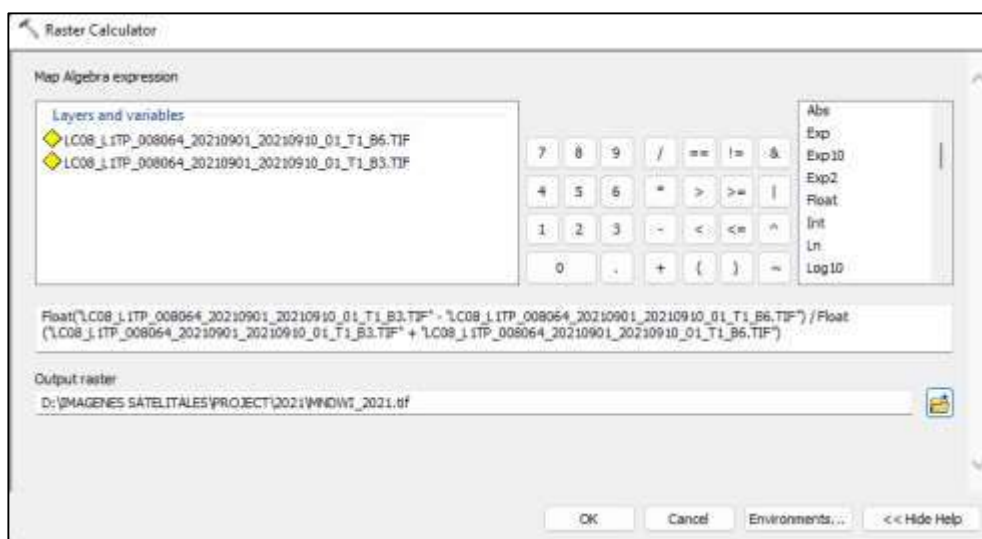 Raster Calculator
Map Algebra expression
Layers and variables
LC08_L1TP_008064_20210901_20210910_01_T1_B6.TIF
LC08_L1TP_008064_20210901_20210910_01_T1_B3.TIF
7 8 9 / == != &
4 5 6 * > >= |
1 2 3 - < <= ^
0 . + ( ) ~
Abs
Exp
Exp10
Exp2
Float
Int
Ln
Log10
Float("LC08_L1TP_008064_20210901_20210910_01_T1_B3.TIF" - "LC08_L1TP_008064_20210901_20210910_01_T1_B6.TIF") / Float
("LC08_L1TP_008064_20210901_20210910_01_T1_B3.TIF" + "LC08_L1TP_008064_20210901_20210910_01_T1_B6.TIF")
Output raster
D:\IMAGENES SATELITALES\PROJECT\2021\MNDWI_2021.tif
OK Cancel Environments... << Hide Help